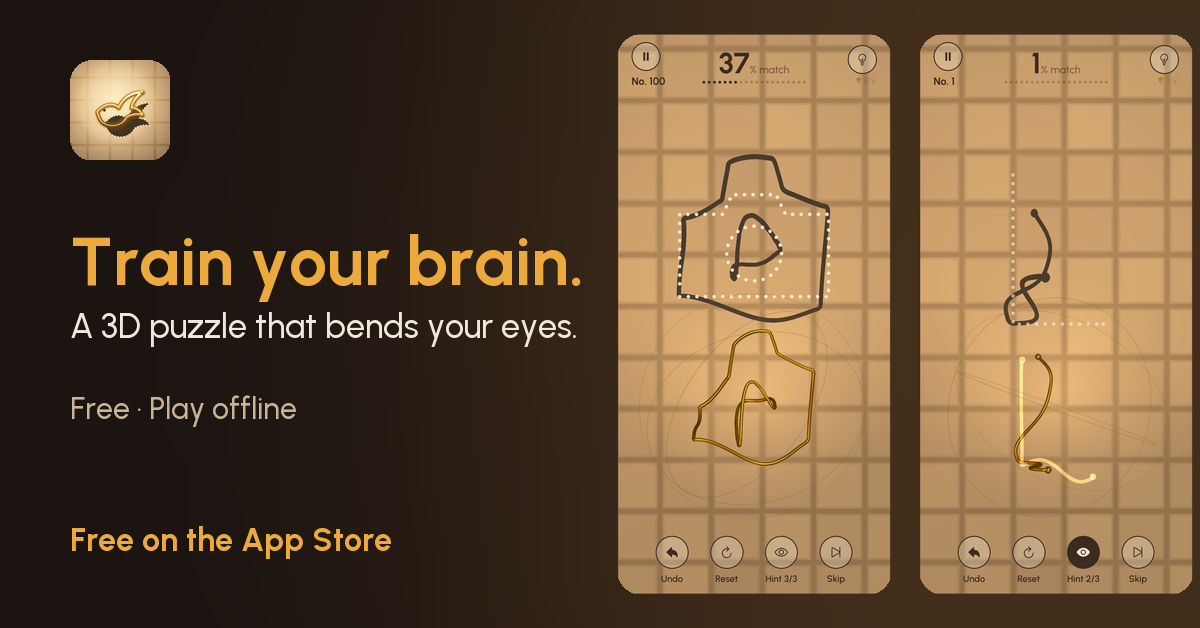 Train your brain.
A 3D puzzle that bends your eyes.
Free · Play offline
Free on the App Store
37% match
No. 100
Undo
Reset
Hint 3/3
Skip
1% match
No. 1
Undo
Reset
Hint 2/3
Skip